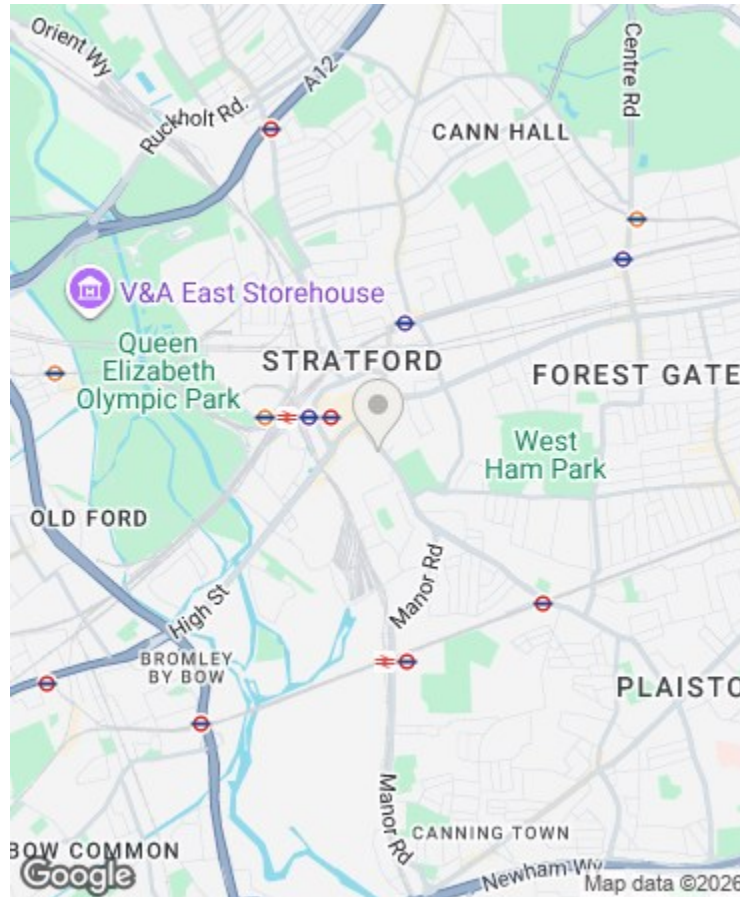 Orient Wy
Ruckholt Rd.
A12
Centre Rd
CANN HALL
V&A East Storehouse
Queen
Elizabeth
Olympic Park
STRATFORD
FOREST GATE
West
Ham Park
OLD FORD
High St
Manor Rd
BROMLEY
BY BOW
PLAISTO
Manor Rd
CANNING TOWN
BOW COMMON
Newham Wy
Google
Map data ©2026